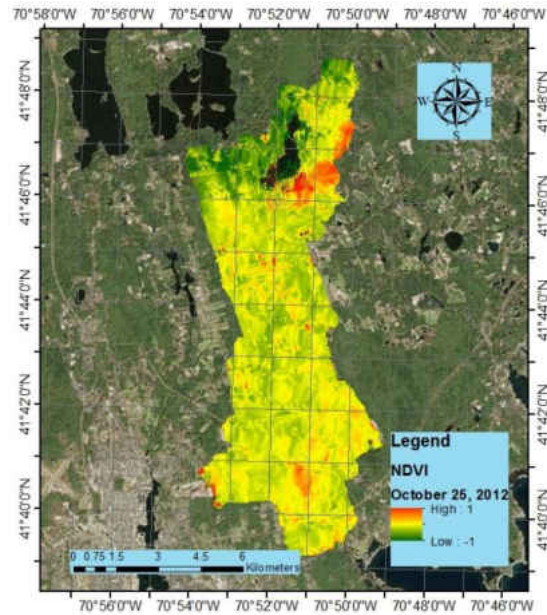 70°58'0"W 70°56'0"W 70°54'0"W 70°52'0"W 70°50'0"W 70°48'0"W 70°46'0"W
41°48'0"N
41°46'0"N
41°44'0"N
41°42'0"N
41°40'0"N
41°48'0"N
41°46'0"N
41°44'0"N
41°42'0"N
41°40'0"N
N
W E
S
Legend
NDVI
October 25, 2012
High : 1
Low : -1
0 0.75 1.5 3 4.5 6
Kilometers
70°56'0"W 70°54'0"W 70°52'0"W 70°50'0"W 70°48'0"W 70°46'0"W